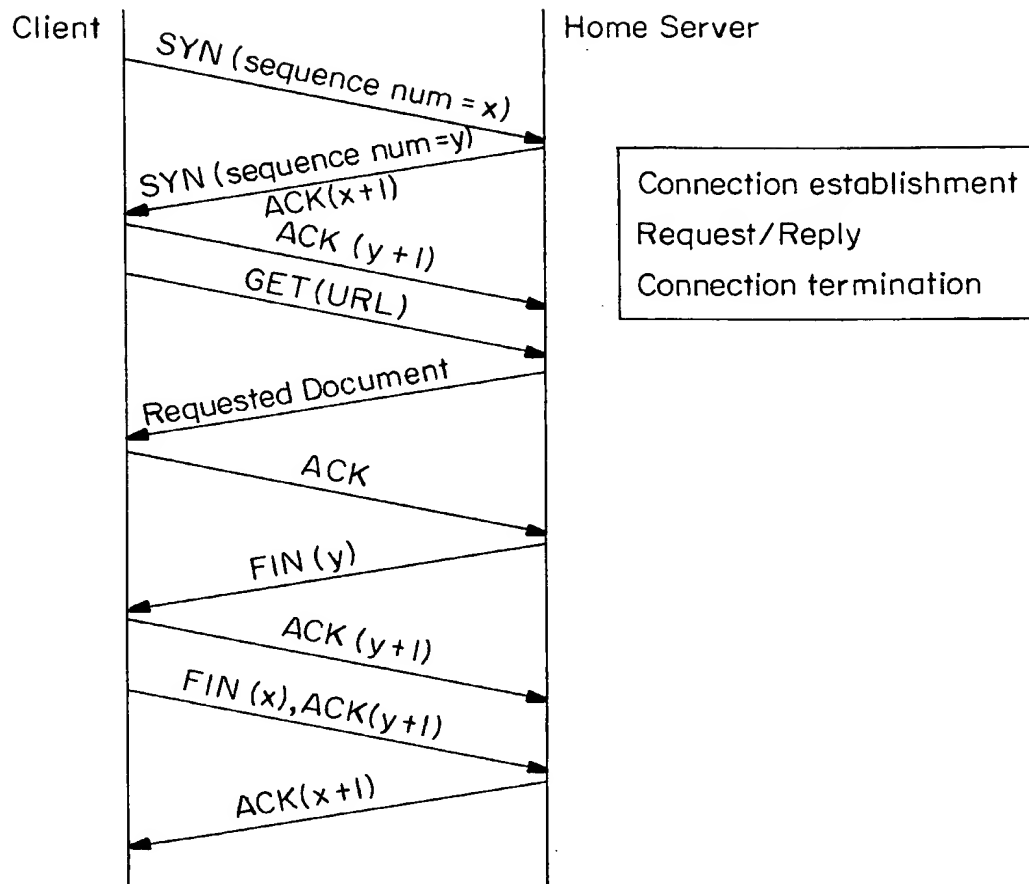 Client
Home Server
SYN (sequence num = x)
SYN (sequence num=y)
ACK(x+1)
ACK (y+1)
GET(URL)
Requested Document
ACK
FIN (y)
ACK (y+1)
FIN (x), ACK(y+1)
ACK(x+1)
Connection establishment
Request/Reply
Connection termination